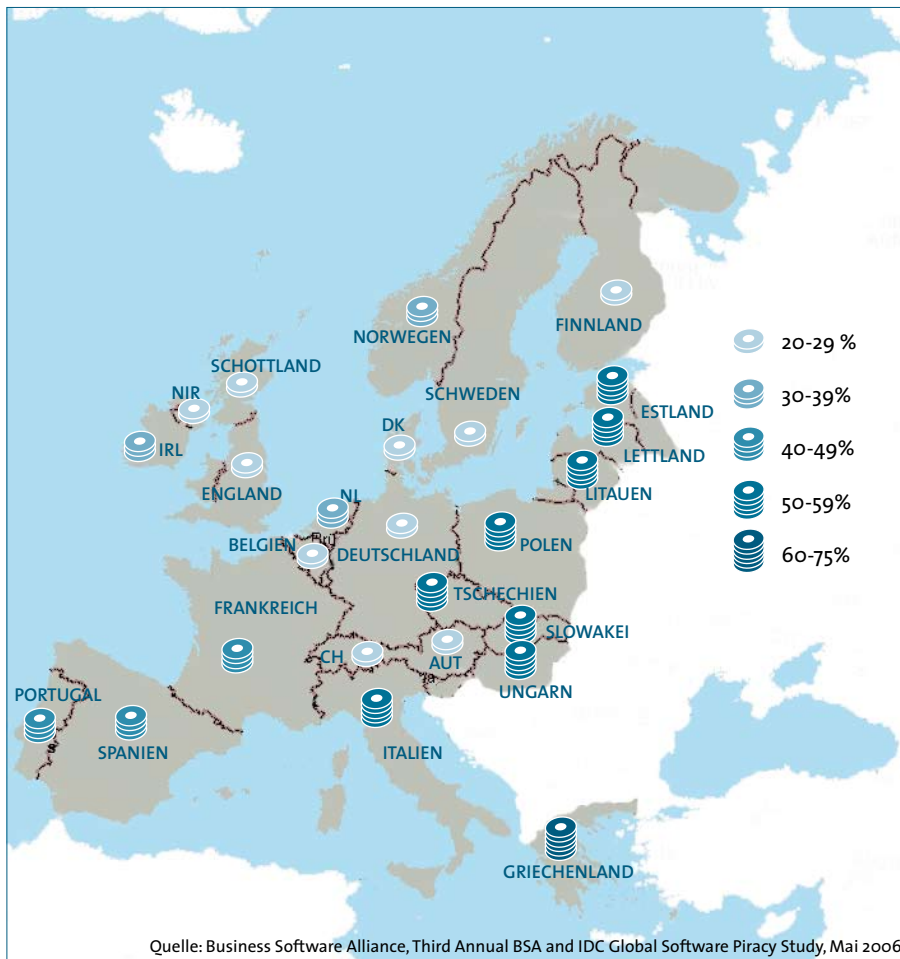 FINNLAND
NORWEGEN
SCHOTTLAND
SCHWEDEN
NIR
DK
ESTLAND
IRL
LETTLAND
ENGLAND
LITAUEN
NL
BELGIEN
DEUTSCHLAND
POLEN
TSCHECHIEN
FRANKREICH
SLOWAKEI
CH
AUT
UNGARN
PORTUGAL
SPANIEN
ITALIEN
GRIECHENLAND
20-29 %
30-39%
40-49%
50-59%
60-75%
Quelle: Business Software Alliance, Third Annual BSA and IDC Global Software Piracy Study, Mai 2006